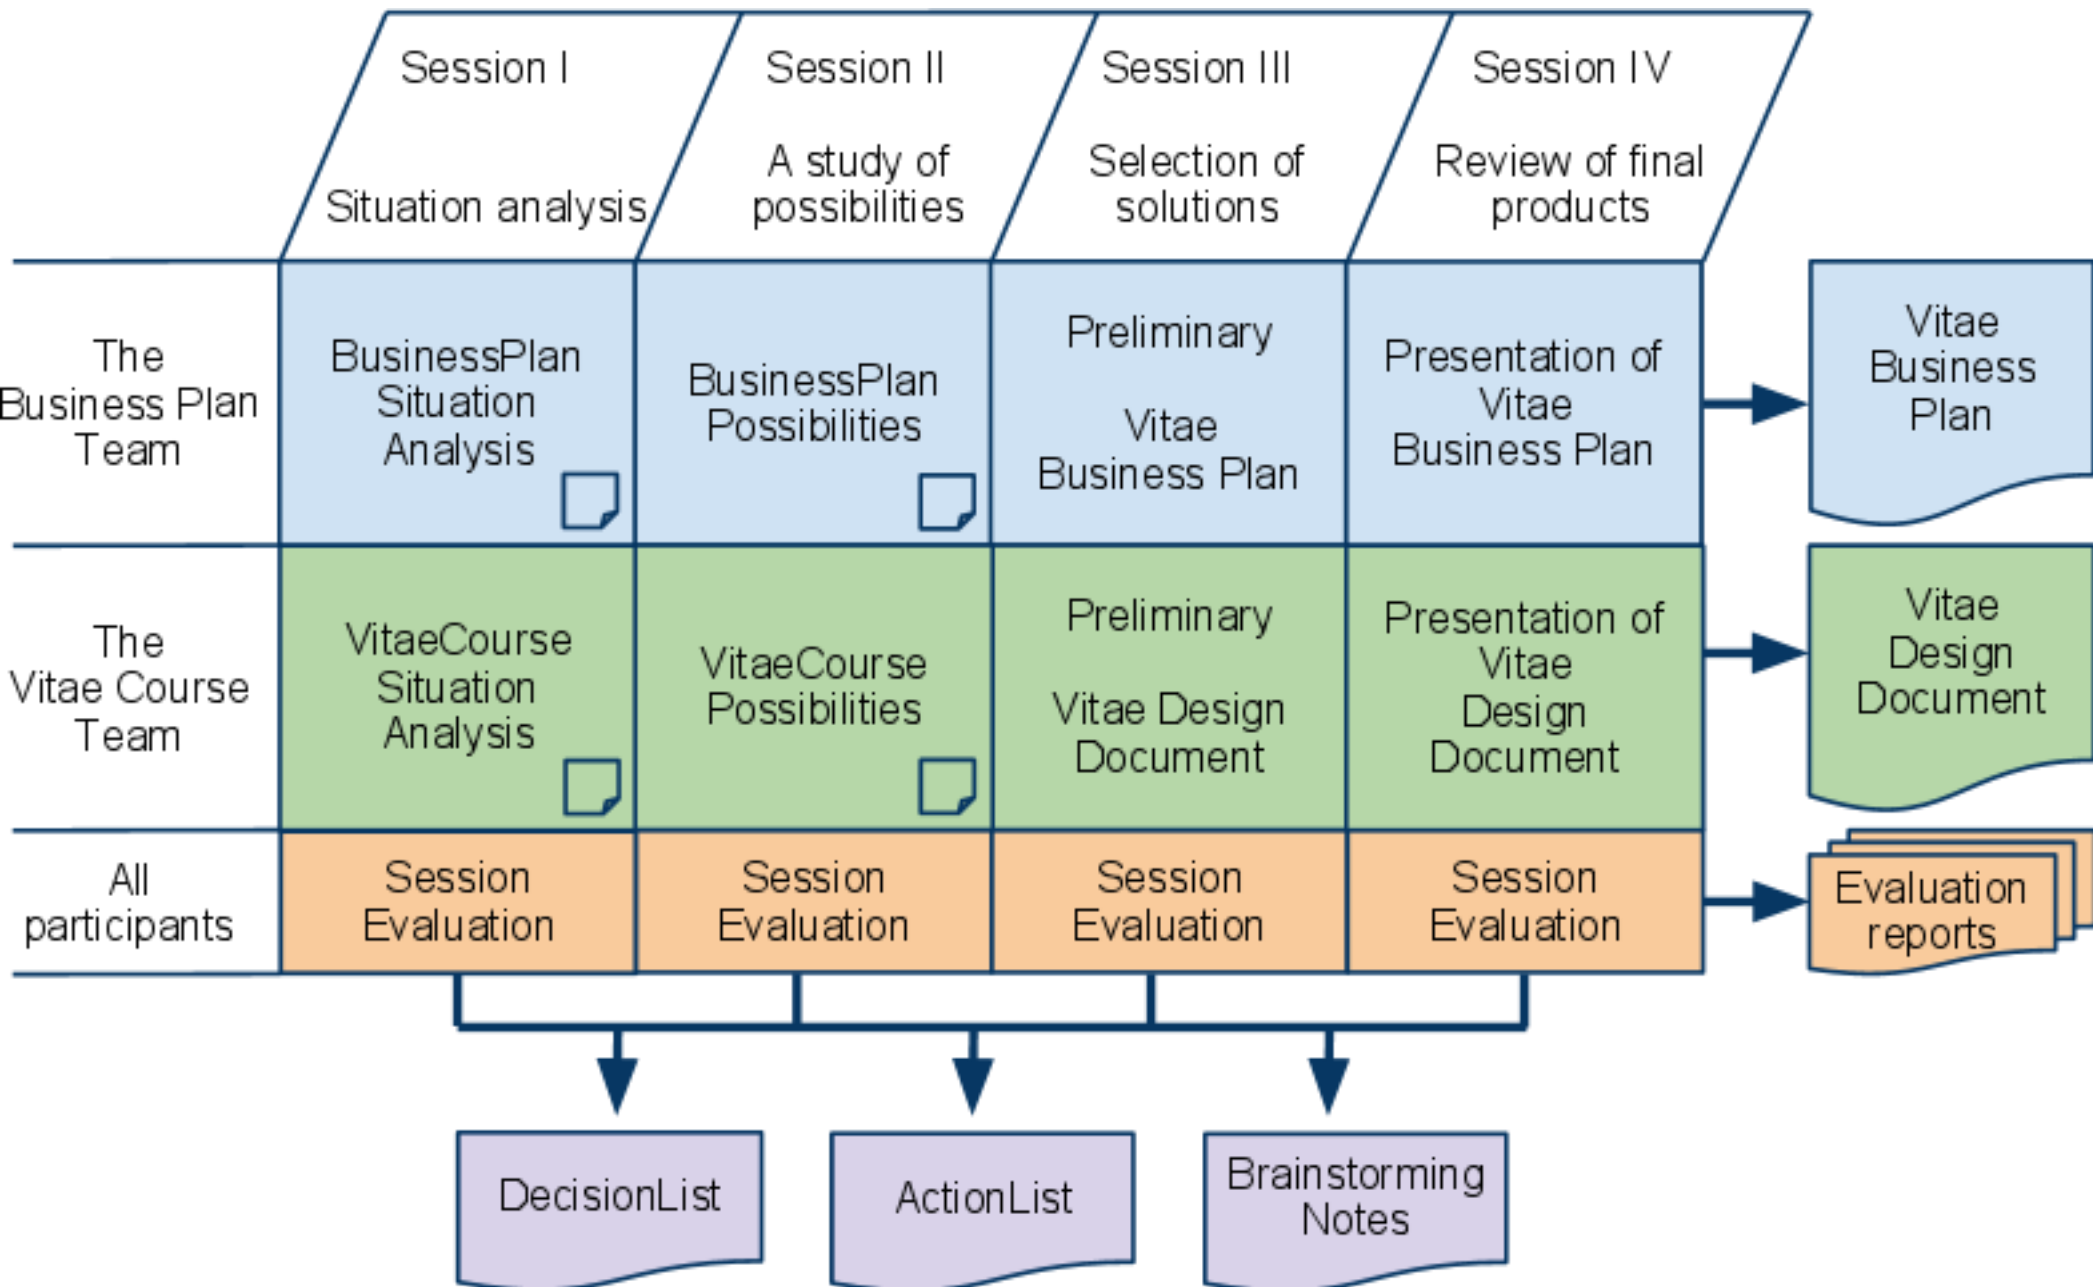 Session I
Situation analysis
Session II
A study of
possibilities
Session III
Selection of
solutions
Session IV
Review of final
products
The
Business Plan
Team
BusinessPlan
Situation
Analysis
BusinessPlan
Possibilities
Preliminary
Vitae
Business Plan
Presentation of
Vitae
Business Plan
Vitae
Business
Plan
The
Vitae Course
Team
VitaeCourse
Situation
Analysis
VitaeCourse
Possibilities
Preliminary
Vitae Design
Document
Presentation of
Vitae
Design
Document
Vitae
Design
Document
All
participants
Session
Evaluation
Session
Evaluation
Session
Evaluation
Session
Evaluation
Evaluation
reports
DecisionList
ActionList
Brainstorming
Notes